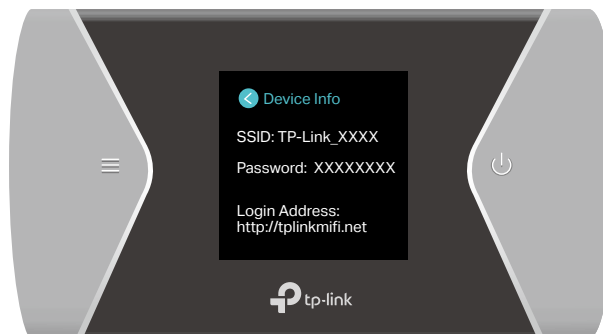 Device Info
SSID: TP-Link_XXXX
Password: XXXXXXXX
Login Address:
http://tplinkmifi.net
tp-link